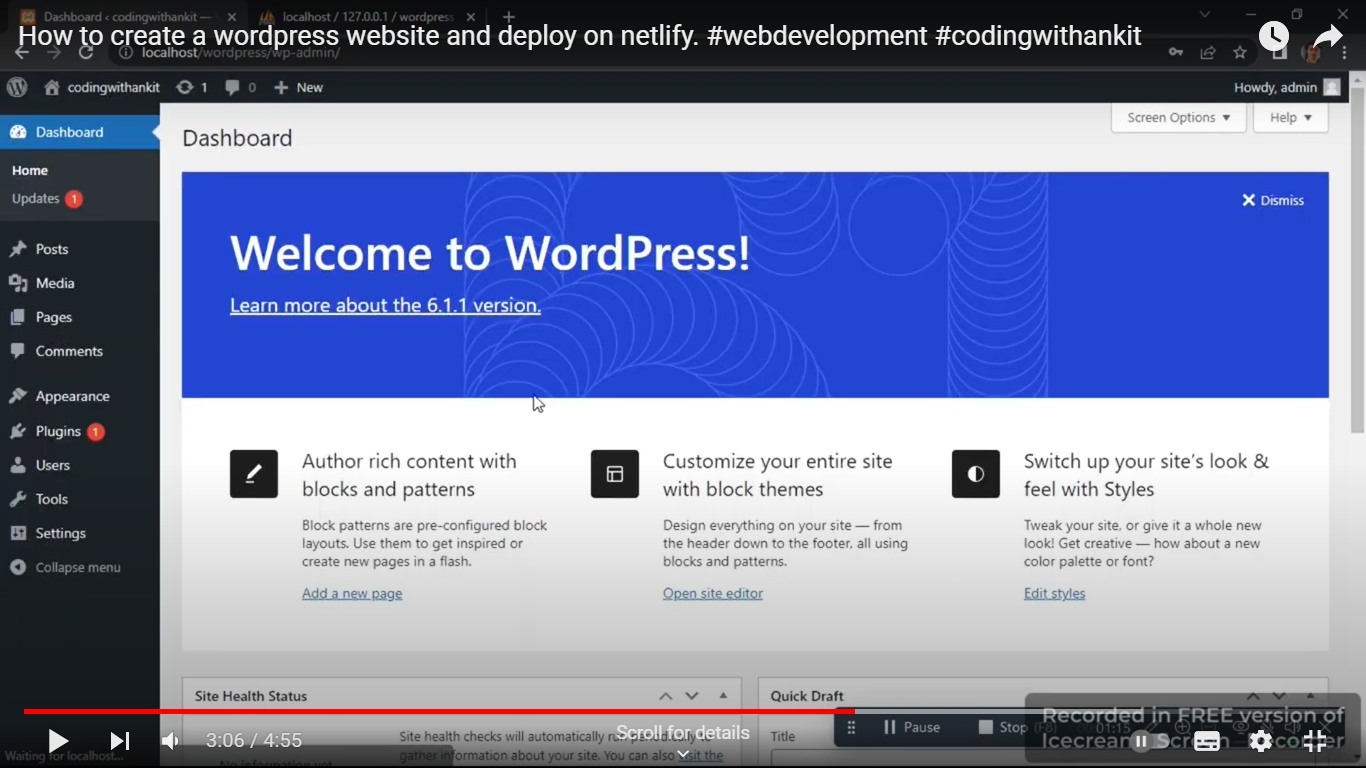 Dashboard < codingwithankit —
localhost / 127.0.0.1 / wordpress
How to create a wordpress website and deploy on netlify. #webdevelopment #codingwithankit
localhost/wordpress/wp-admin/
codingwithankit
1
0
New
Howdy, admin
Dashboard
Home
Updates 1
Posts
Media
Pages
Comments
Appearance
Plugins 1
Users
Tools
Settings
Collapse menu
Dashboard
Screen Options
Help
Dismiss
Welcome to WordPress!
Learn more about the 6.1.1 version.
Author rich content with
blocks and patterns
Block patterns are pre-configured block
layouts. Use them to get inspired or
create new pages in a flash.
Add a new page
Customize your entire site
with block themes
Design everything on your site — from
the header down to the footer, all using
blocks and patterns.
Open site editor
Switch up your site's look &
feel with Styles
Tweak your site, or give it a whole new
look! Get creative — how about a new
color palette or font?
Edit styles
Site Health Status
Quick Draft
Site health checks will automatically run
gather information about your site. You can also visit the
No information yet
Title
Pause
Stop (F8)
01:15
Recorded in FREE version of
Icecream Screen Recorder
3:06 / 4:55
Scroll for details
Waiting for localhost...